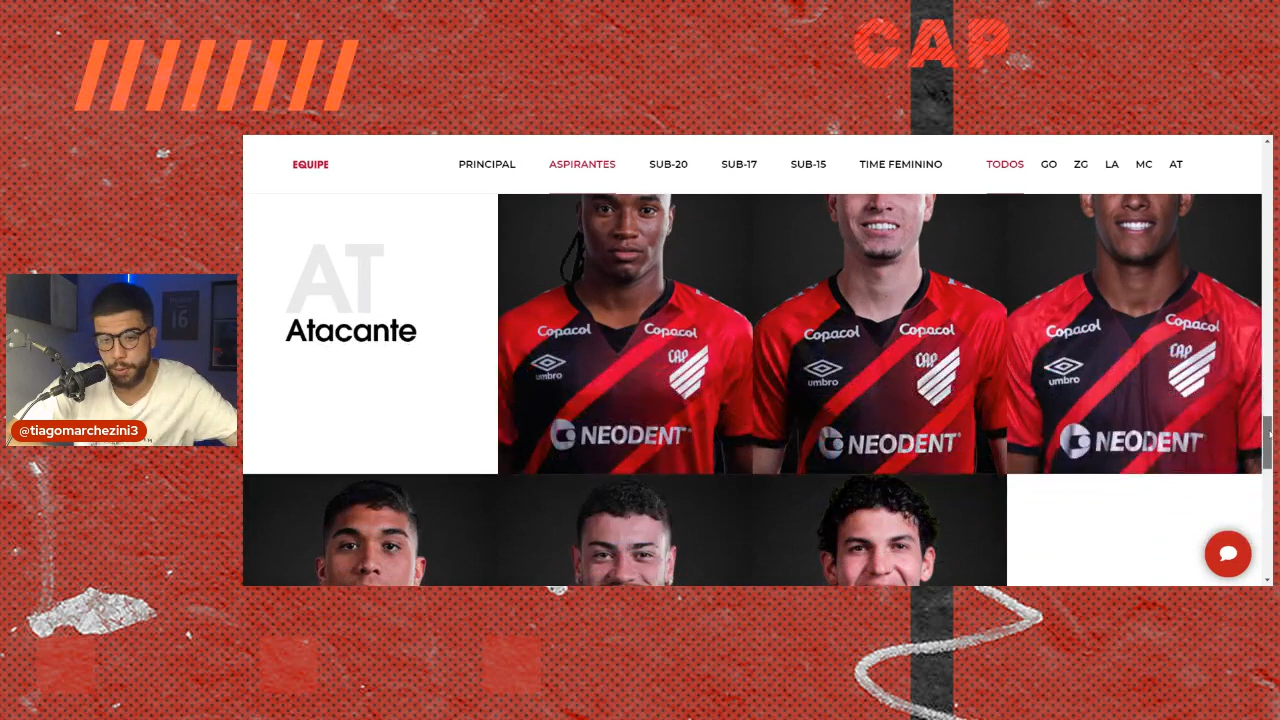 CAP
EQUIPE PRINCIPAL ASPIRANTES SUB-20 SUB-17 SUB-15 TIME FEMININO TODOS GO ZG LA MC AT
AT
Atacante
Copacol Copacol
umbro CAP
NEODENT
Copacol Copacol
umbro CAP
NEODENT
Copacol Copacol
umbro CAP
NEODENT
16
@tiagomarchezini3